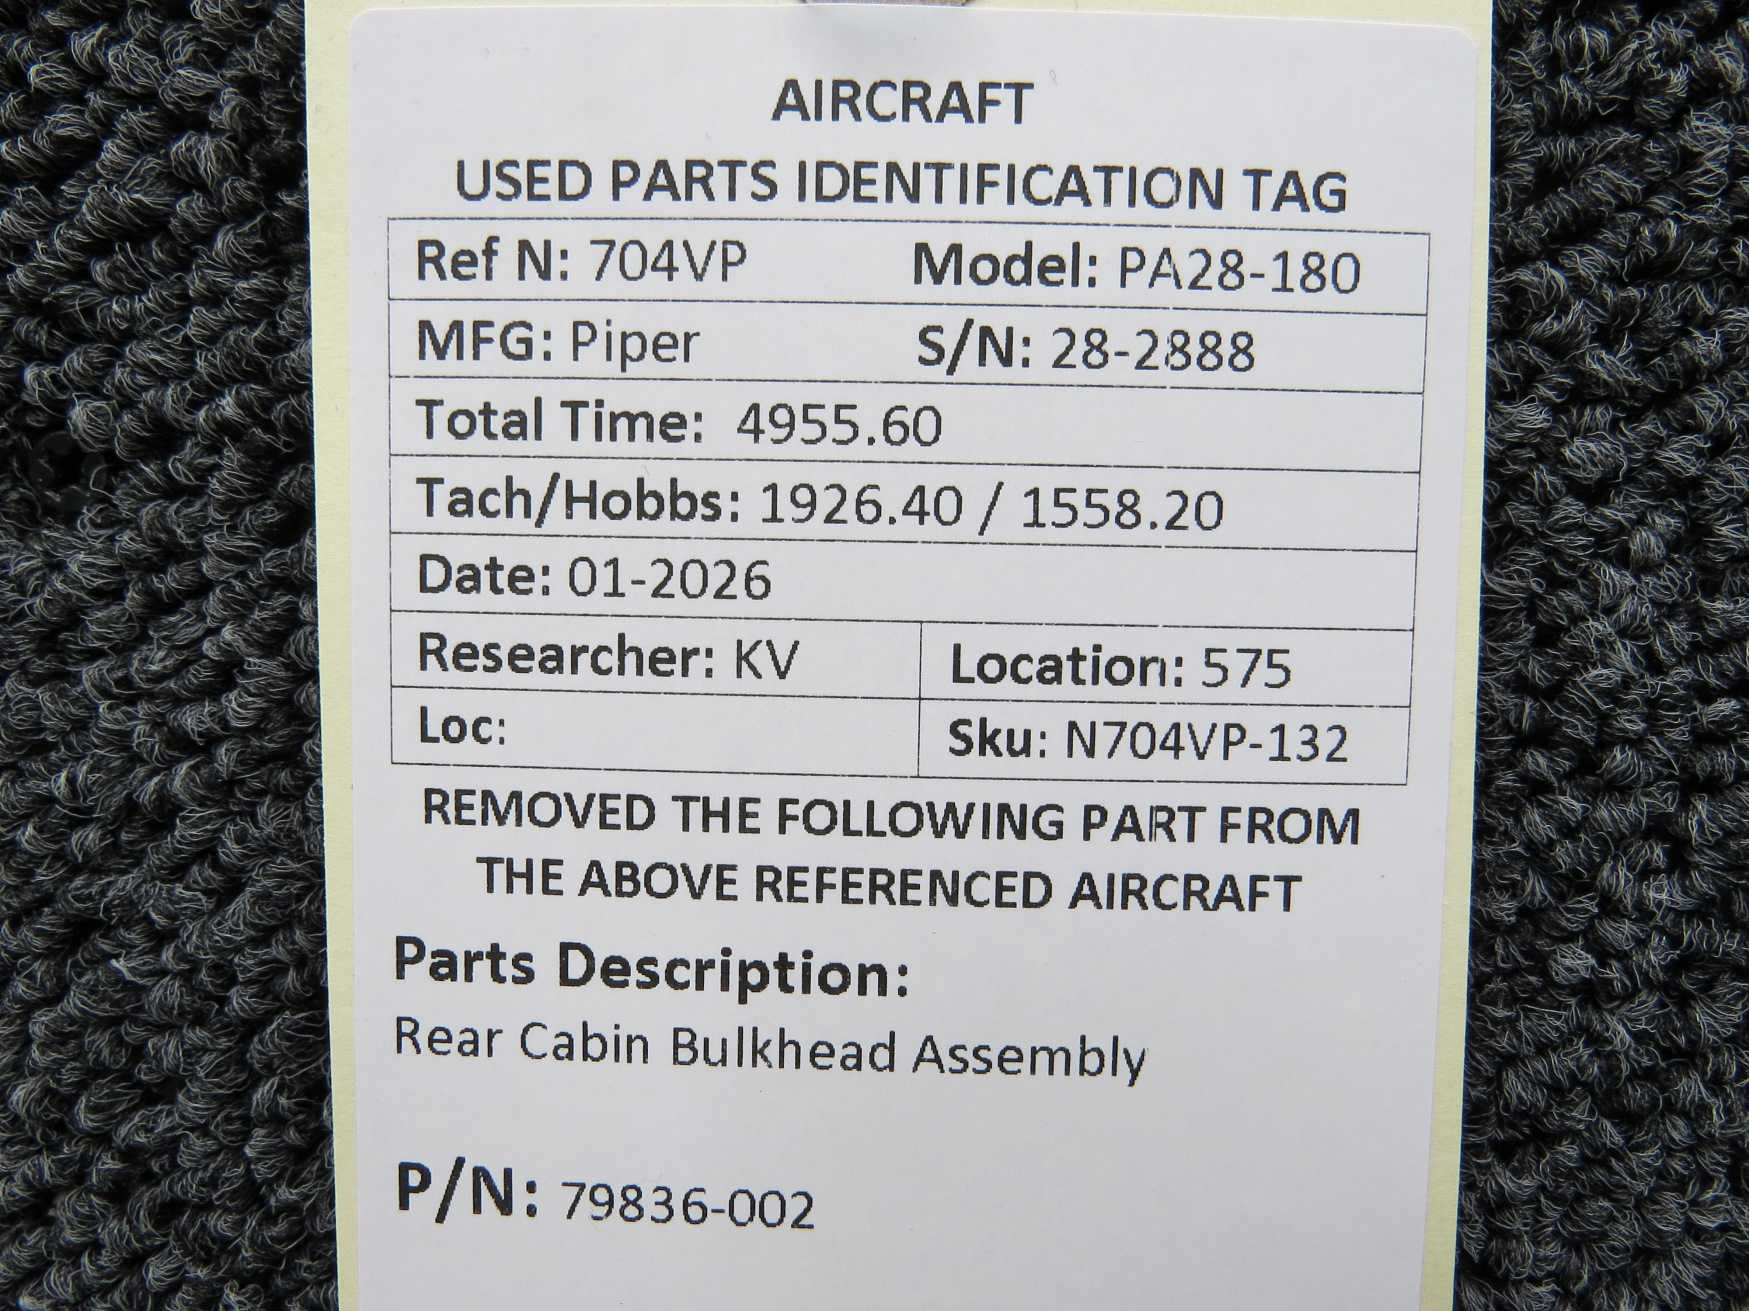 AIRCRAFT
USED PARTS IDENTIFICATION TAG
Ref N: 704VP Model: PA28-180
MFG: Piper S/N: 28-2888
Total Time: 4955.60
Tach/Hobbs: 1926.40 / 1558.20
Date: 01-2026
Researcher: KV Location: 575
Loc: Sku: N704VP-132
REMOVED THE FOLLOWING PART FROM
THE ABOVE REFERENCED AIRCRAFT
Parts Description:
Rear Cabin Bulkhead Assembly
P/N: 79836-002